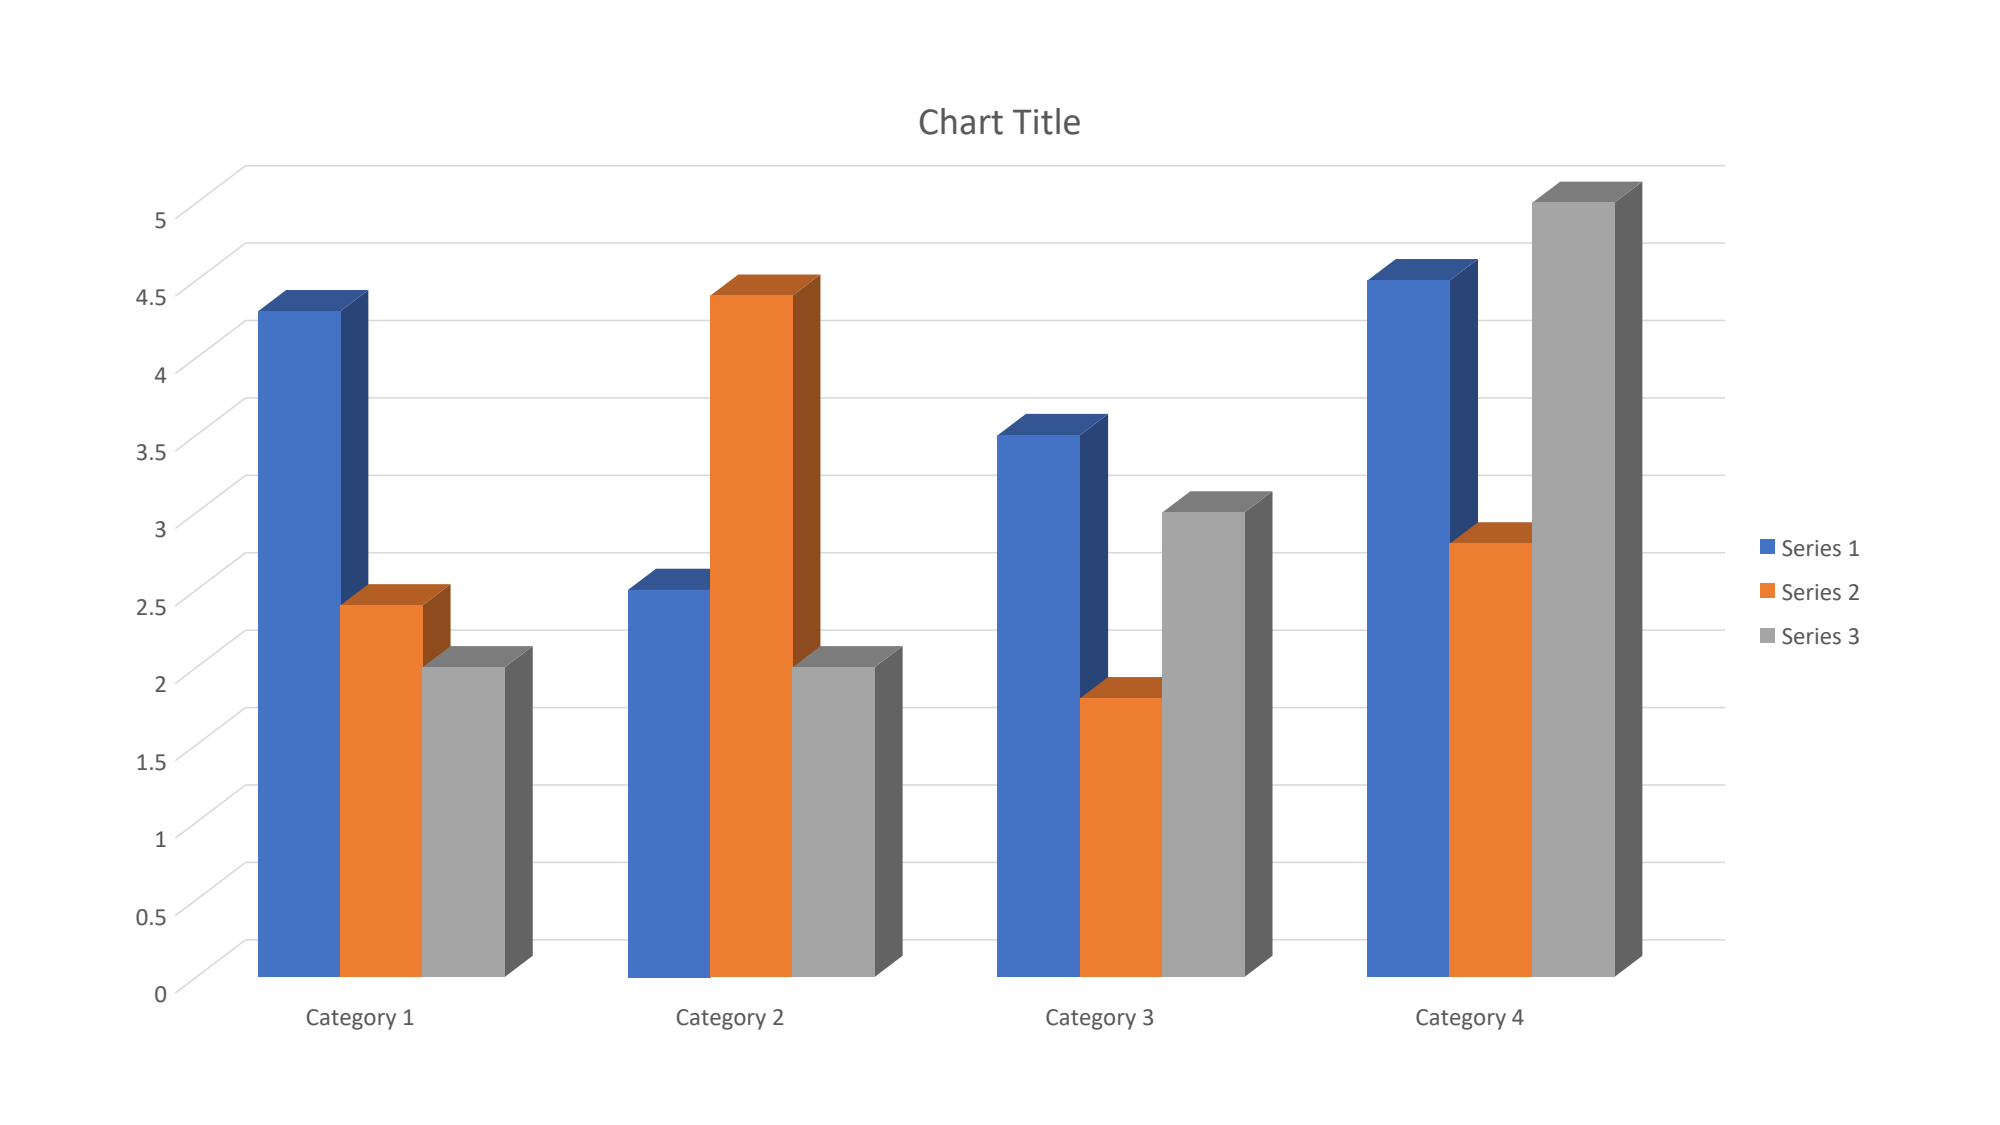 Chart Title
5
4.5
4
3.5
3
2.5
2
1.5
1
0.5
0
Category 1
Category 2
Category 3
Category 4
Series 1
Series 2
Series 3